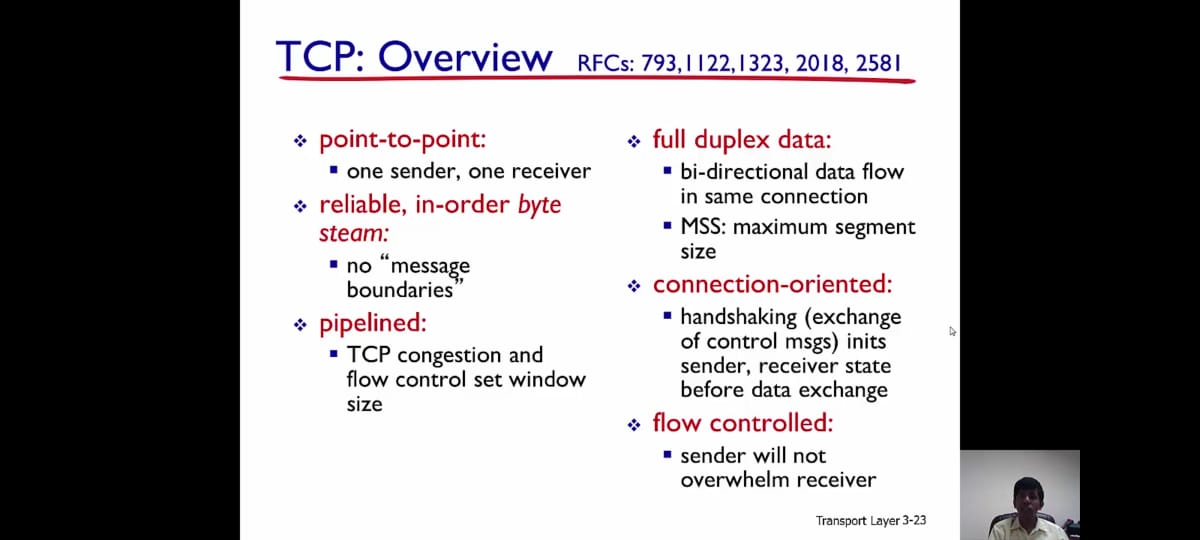 TCP: Overview RFCs: 793,1122,1323, 2018, 2581
point-to-point:
one sender, one receiver
reliable, in-order byte
steam:
no “message
boundaries”
pipelined:
TCP congestion and
flow control set window
size
full duplex data:
bi-directional data flow
in same connection
MSS: maximum segment
size
connection-oriented:
handshaking (exchange
of control msgs) inits
sender, receiver state
before data exchange
flow controlled:
sender will not
overwhelm receiver
Transport Layer 3-23